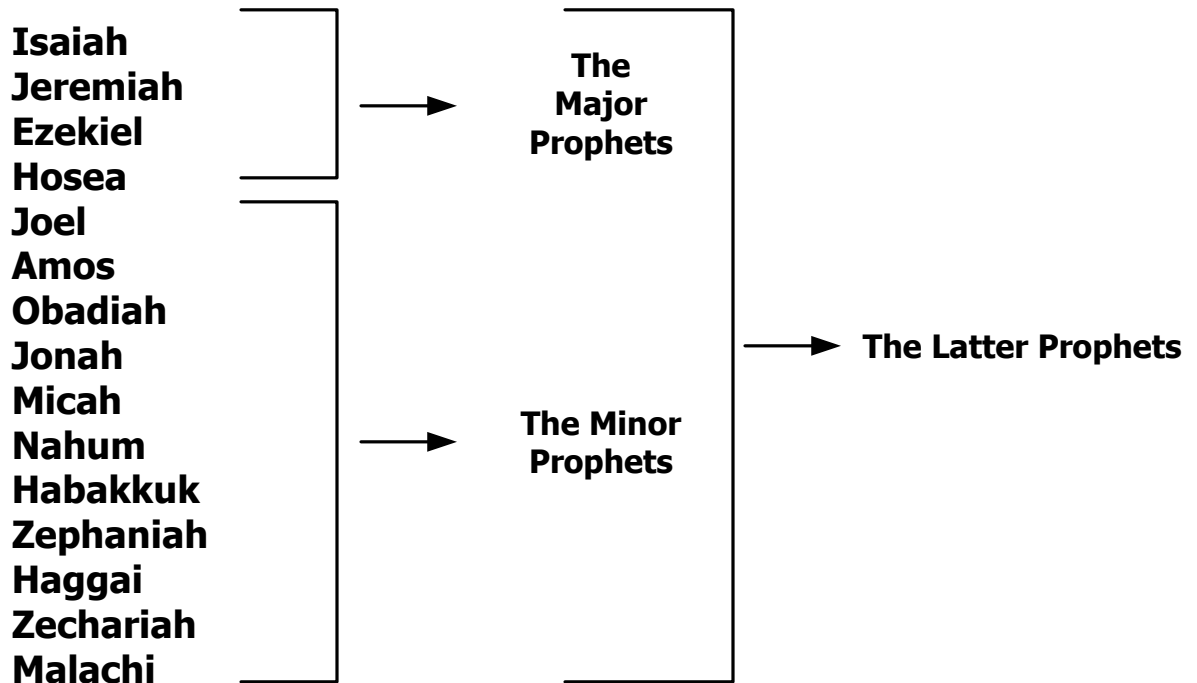 Isaiah
Jeremiah
Ezekiel
Hosea
Joel
Amos
Obadiah
Jonah
Micah
Nahum
Habakkuk
Zephaniah
Haggai
Zechariah
Malachi
The
Major
Prophets
The Minor
Prophets
The Latter Prophets